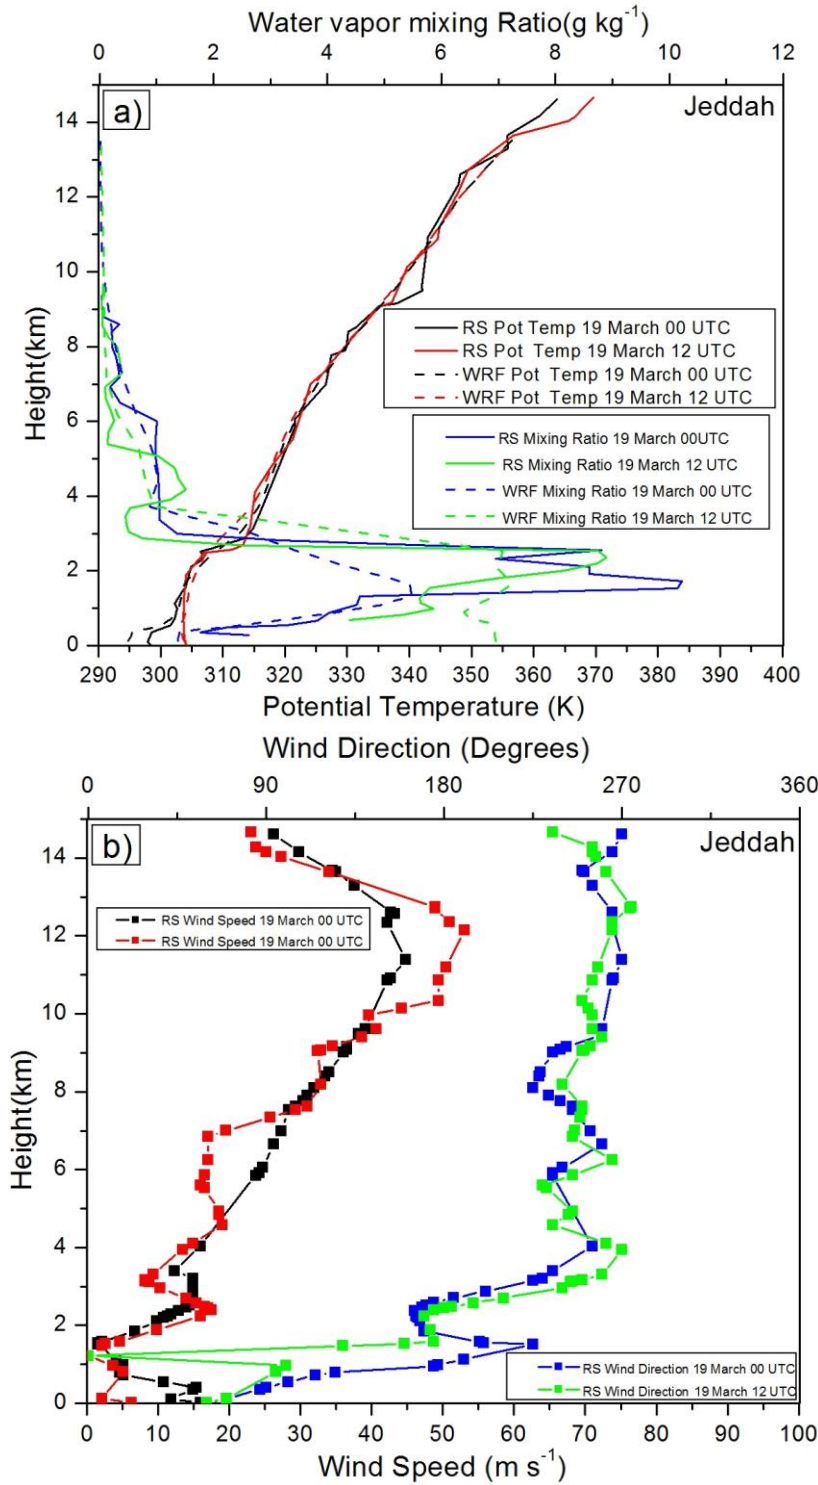 Water vapor mixing Ratio(g kg⁻¹)
0 2 4 6 8 10 12
a)
Jeddah
14
12
10
8
6
4
2
0
Height(km)
RS Pot Temp 19 March 00 UTC
RS Pot Temp 19 March 12 UTC
WRF Pot Temp 19 March 00 UTC
WRF Pot Temp 19 March 12 UTC
RS Mixing Ratio 19 March 00UTC
RS Mixing Ratio 19 March 12 UTC
WRF Mixing Ratio 19 March 00 UTC
WRF Mixing Ratio 19 March 12 UTC
290 300 310 320 330 340 350 360 370 380 390 400
Potential Temperature (K)
Wind Direction (Degrees)
0 90 180 270 360
b)
Jeddah
14
12
10
8
6
4
2
0
Height(km)
RS Wind Speed 19 March 00 UTC
RS Wind Speed 19 March 00 UTC
RS Wind Direction 19 March 00 UTC
RS Wind Direction 19 March 12 UTC
0 10 20 30 40 50 60 70 80 90 100
Wind Speed (m s⁻¹)